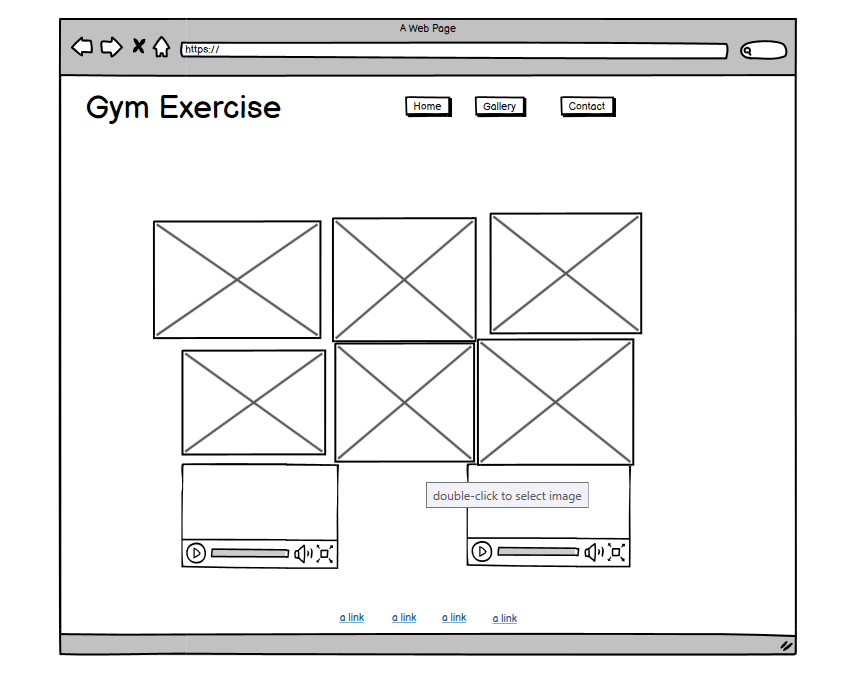 A Web Page
https://
Gym Exercise
Home Gallery Contact
double-click to select image
a link a link a link a link